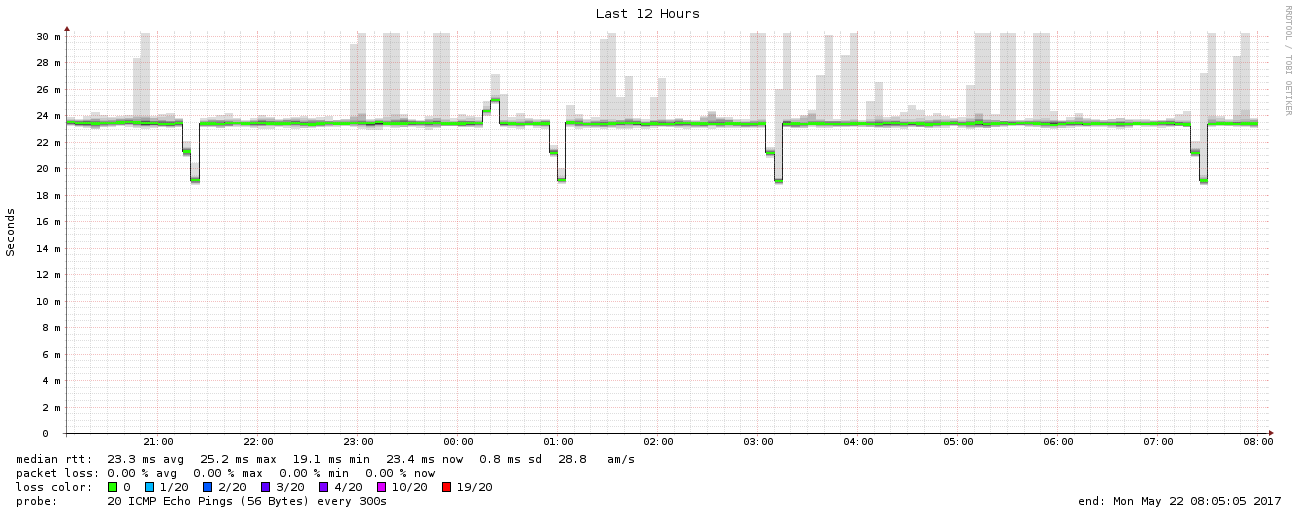 Last 12 Hours
RRDTOOL / TOBI OETIKER
Seconds
30 m
28 m
26 m
24 m
22 m
20 m
18 m
16 m
14 m
12 m
10 m
8 m
6 m
4 m
2 m
0
21:00 22:00 23:00 00:00 01:00 02:00 03:00 04:00 05:00 06:00 07:00 08:00
median rtt: 23.3 ms avg 25.2 ms max 19.1 ms min 23.4 ms now 0.8 ms sd 28.8 am/s
packet loss: 0.00 % avg 0.00 % max 0.00 % min 0.00 % now
loss color: 0 1/20 2/20 3/20 4/20 10/20 19/20
probe: 20 ICMP Echo Pings (56 Bytes) every 300s end: Mon May 22 08:05:05 2017